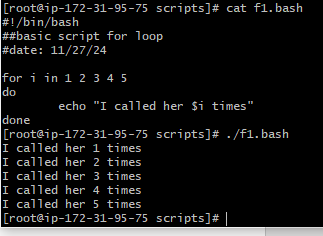 [root@ip-172-31-95-75 scripts]# cat f1.bash
#!/bin/bash
##basic script for loop
#date: 11/27/24

for i in 1 2 3 4 5
do
        echo "I called her $i times"
done
[root@ip-172-31-95-75 scripts]# ./f1.bash
I called her 1 times
I called her 2 times
I called her 3 times
I called her 4 times
I called her 5 times
[root@ip-172-31-95-75 scripts]#